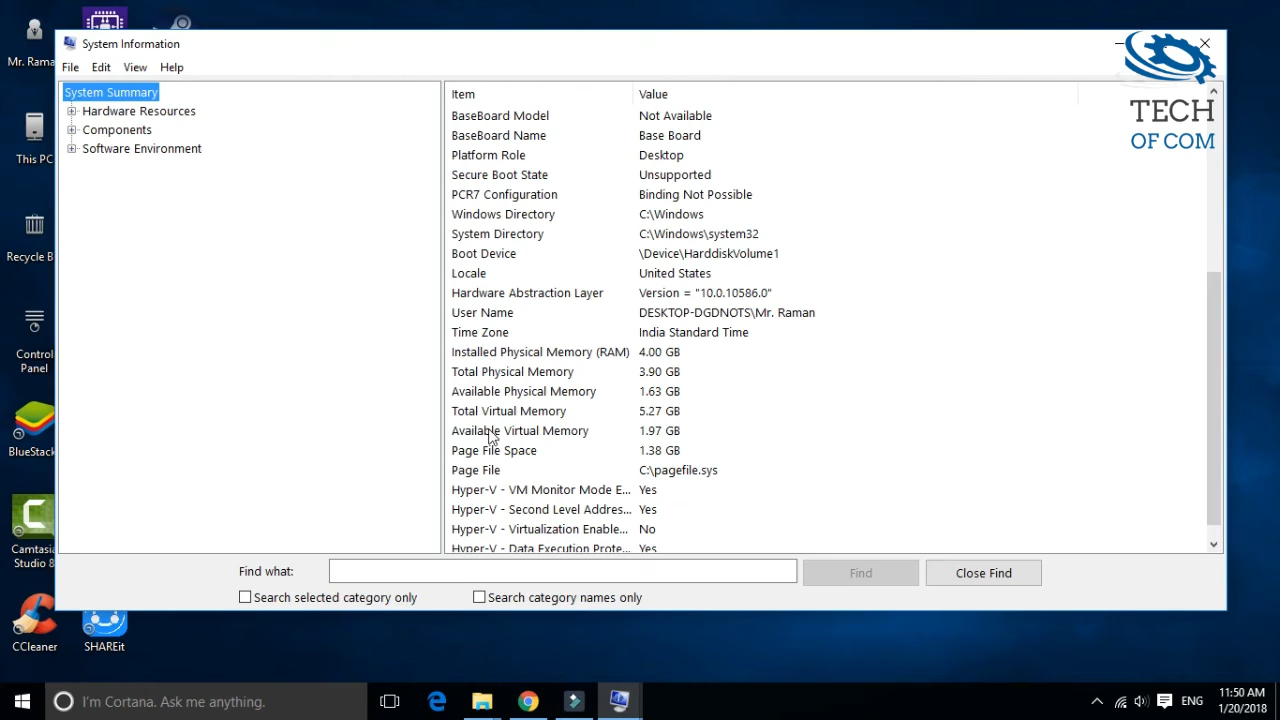 Mr. Rama
This PC
Recycle B
Control
Panel
BlueStack
Camtasia
Studio 8
CCleaner
SHAREit
System Information
File Edit View Help
System Summary
Hardware Resources
Components
Software Environment
Item Value
BaseBoard Model Not Available
BaseBoard Name Base Board
Platform Role Desktop
Secure Boot State Unsupported
PCR7 Configuration Binding Not Possible
Windows Directory C:\Windows
System Directory C:\Windows\system32
Boot Device \Device\HarddiskVolume1
Locale United States
Hardware Abstraction Layer Version = "10.0.10586.0"
User Name DESKTOP-DGDNOTS\Mr. Raman
Time Zone India Standard Time
Installed Physical Memory (RAM) 4.00 GB
Total Physical Memory 3.90 GB
Available Physical Memory 1.63 GB
Total Virtual Memory 5.27 GB
Available Virtual Memory 1.97 GB
Page File Space 1.38 GB
Page File C:\pagefile.sys
Hyper-V - VM Monitor Mode E... Yes
Hyper-V - Second Level Addres... Yes
Hyper-V - Virtualization Enable... No
Hyper-V - Data Execution Prote... Yes
TECH
OF COM
Find what: Find Close Find
Search selected category only Search category names only
I'm Cortana. Ask me anything.
ENG
11:50 AM
1/20/2018